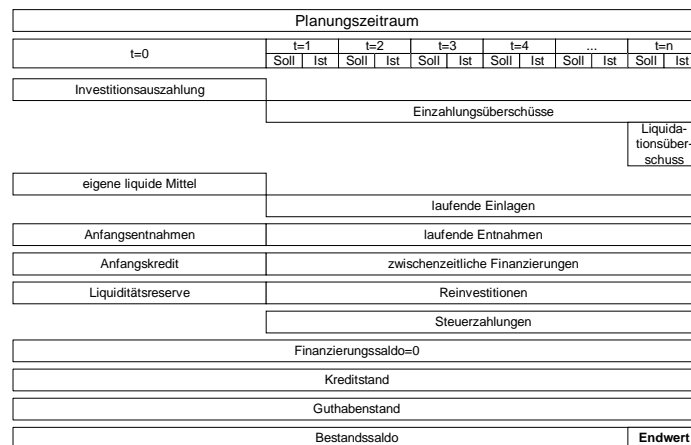 Planungszeitraum
t=0 t=1 t=2 t=3 t=4 ... t=n
Soll Ist Soll Ist Soll Ist Soll Ist Soll Ist Soll Ist
Investitionsauszahlung
Einzahlungsüberschüsse
Liquida-
tionsüber-
schuss
eigene liquide Mittel
laufende Einlagen
Anfangsentnahmen laufende Entnahmen
Anfangskredit zwischenzeitliche Finanzierungen
Liquiditätsreserve Reinvestitionen
Steuerzahlungen
Finanzierungssaldo=0
Kreditstand
Guthabenstand
Bestandssaldo Endwert